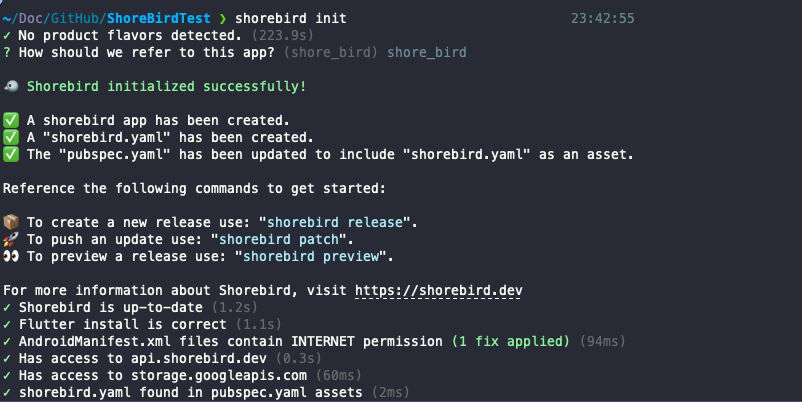 ~/Doc/GitHub/ShoreBirdTest ❯ shorebird init 23:42:55
✓ No product flavors detected. (223.9s)
? How should we refer to this app? (shore_bird) shore_bird
🐦 Shorebird initialized successfully!
✅ A shorebird app has been created.
✅ A "shorebird.yaml" has been created.
✅ The "pubspec.yaml" has been updated to include "shorebird.yaml" as an asset.
Reference the following commands to get started:
📦 To create a new release use: "shorebird release".
🚀 To push an update use: "shorebird patch".
👀 To preview a release use: "shorebird preview".
For more information about Shorebird, visit https://shorebird.dev
✓ Shorebird is up-to-date (1.2s)
✓ Flutter install is correct (1.1s)
✓ AndroidManifest.xml files contain INTERNET permission (1 fix applied) (94ms)
✓ Has access to api.shorebird.dev (0.3s)
✓ Has access to storage.googleapis.com (60ms)
✓ shorebird.yaml found in pubspec.yaml assets (2ms)